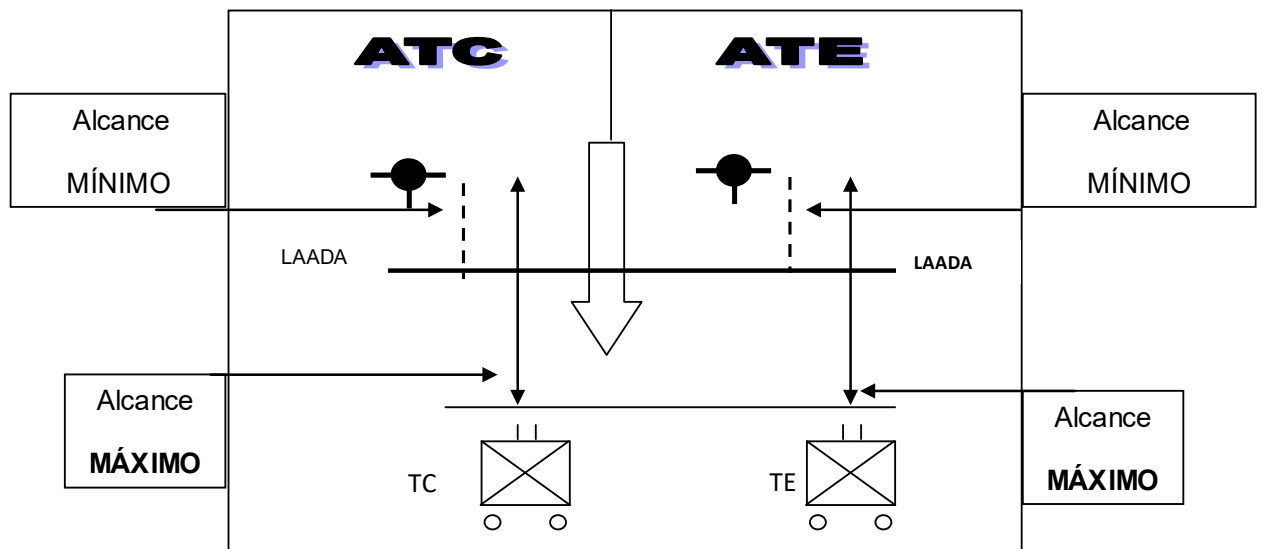 ATC
ATE
Alcance
MÍNIMO
Alcance
MÍNIMO
LAADA
LAADA
Alcance
MÁXIMO
Alcance
MÁXIMO
TC
TE